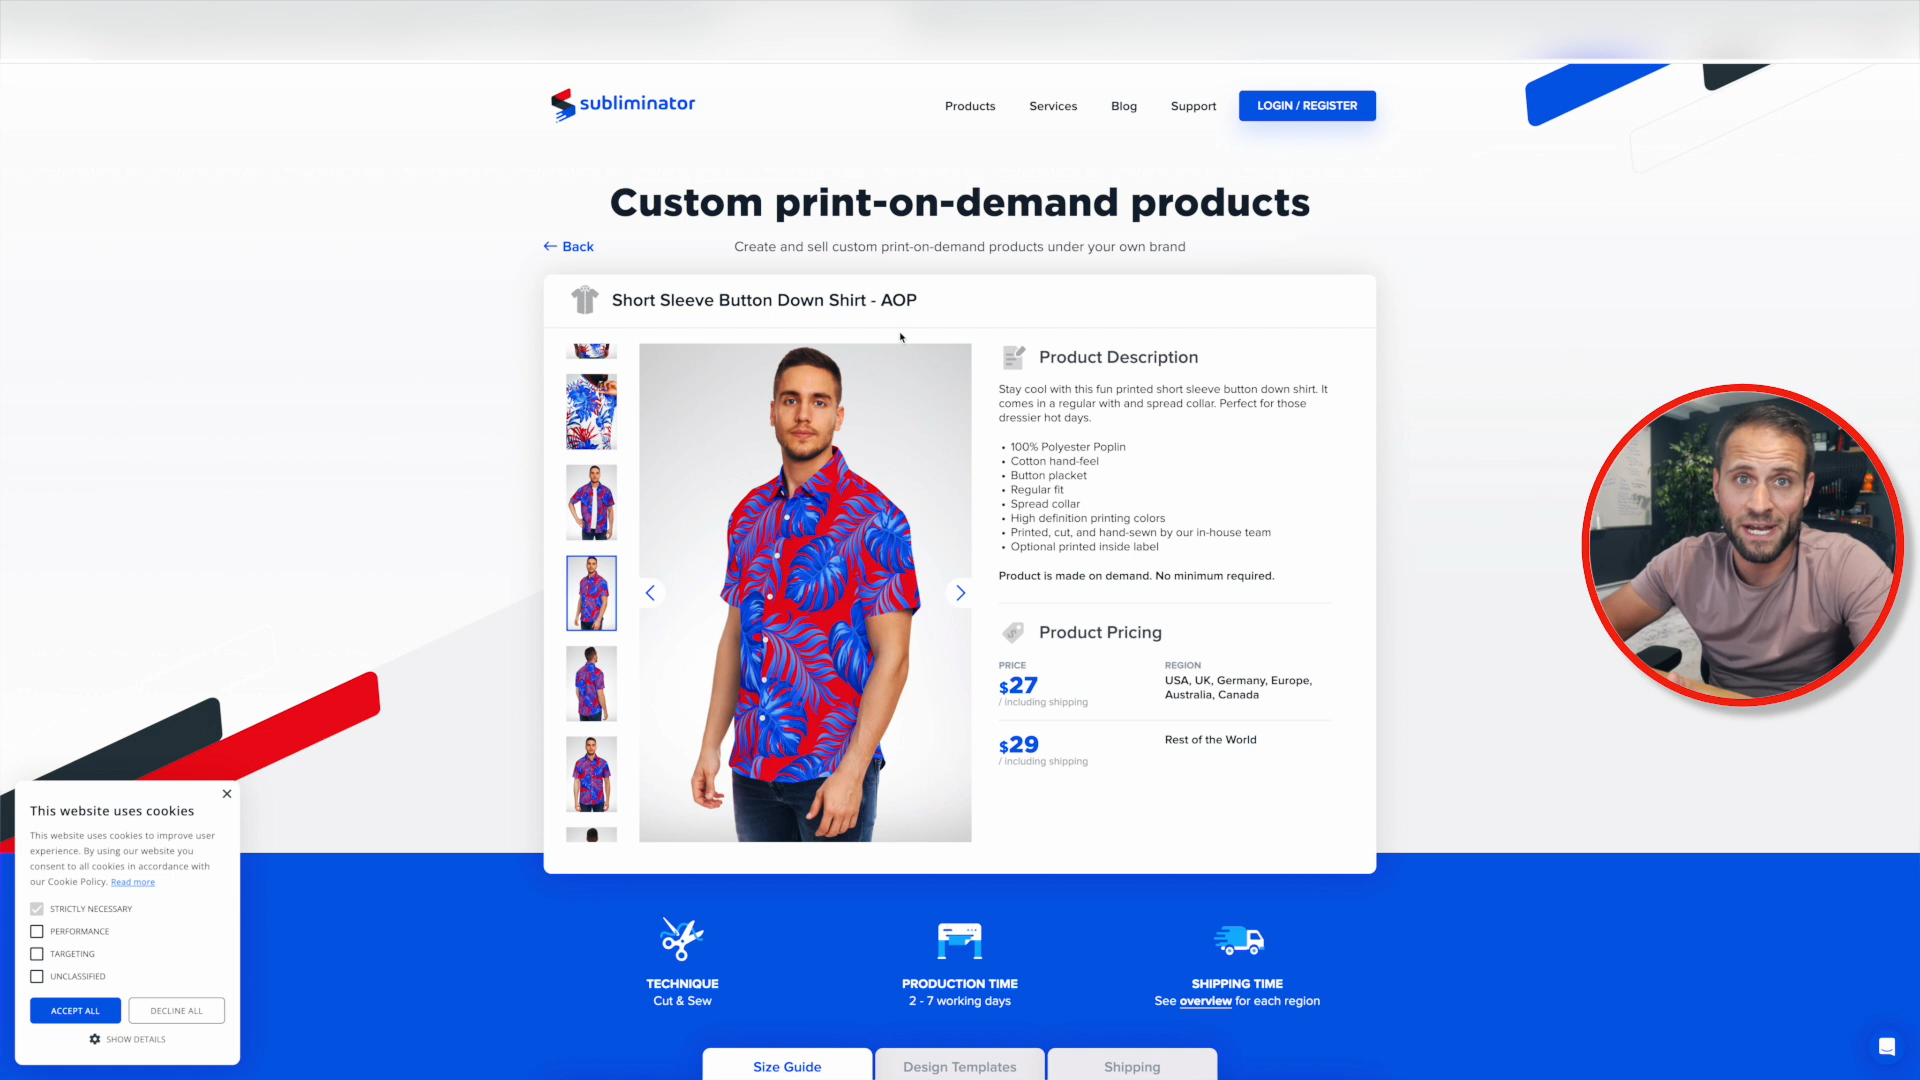 subliminator
Products
Services
Blog
Support
LOGIN / REGISTER
Custom print-on-demand products
← Back
Create and sell custom print-on-demand products under your own brand
Short Sleeve Button Down Shirt - AOP
Product Description
Stay cool with this fun printed short sleeve button down shirt. It
comes in a regular with and spread collar. Perfect for those
dressier hot days.
• 100% Polyester Poplin
• Cotton hand-feel
• Button placket
• Regular fit
• Spread collar
• High definition printing colors
• Printed, cut, and hand-sewn by our in-house team
• Optional printed inside label
Product is made on demand. No minimum required.
Product Pricing
PRICE
REGION
$27
/ including shipping
USA, UK, Germany, Europe,
Australia, Canada
$29
/ including shipping
Rest of the World
This website uses cookies
This website uses cookies to improve user
experience. By using our website you
consent to all cookies in accordance with
our Cookie Policy. Read more
STRICTLY NECESSARY
PERFORMANCE
TARGETING
UNCLASSIFIED
ACCEPT ALL
DECLINE ALL
SHOW DETAILS
TECHNIQUE
Cut & Sew
PRODUCTION TIME
2 - 7 working days
SHIPPING TIME
See overview for each region
Size Guide
Design Templates
Shipping